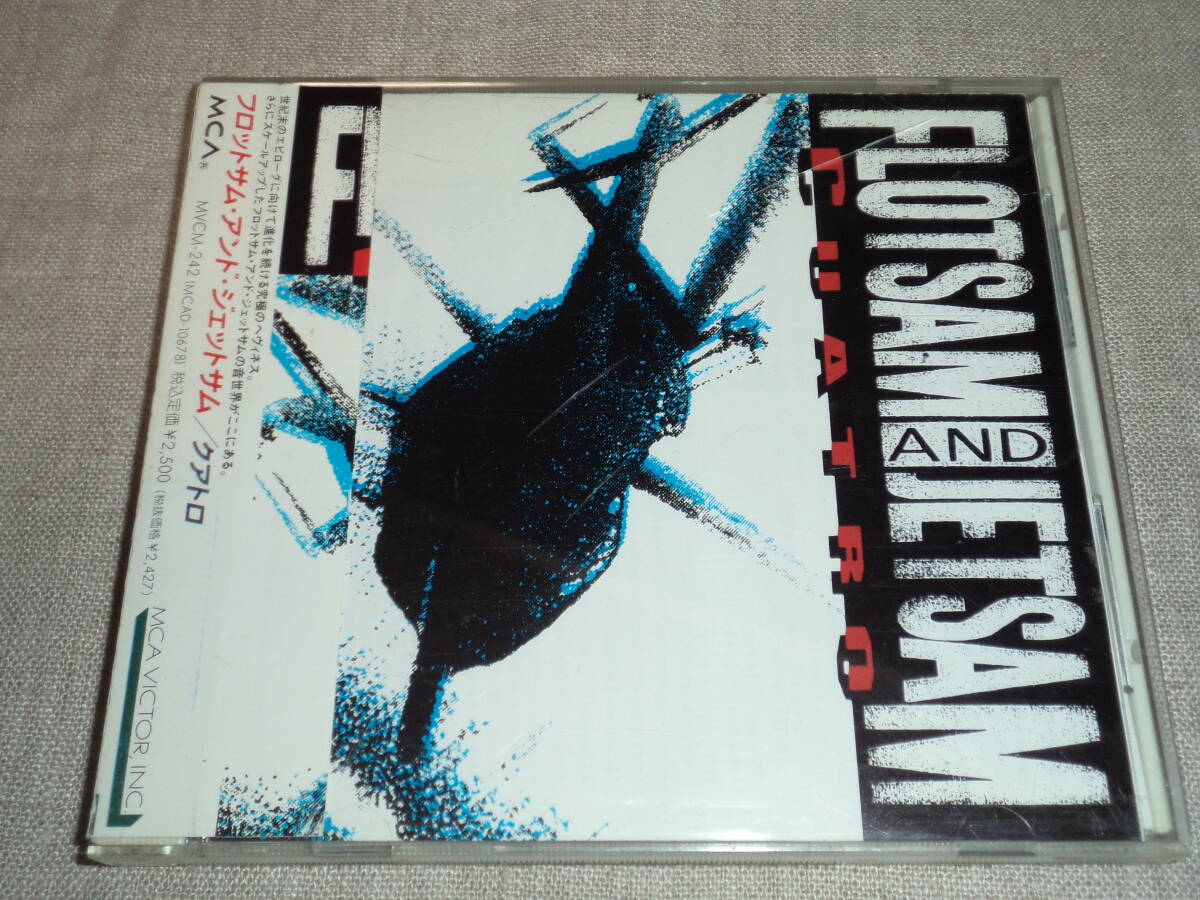 FLOTSAM AND JETSAM
CUATRO
F
世紀末のエピローグに向けて進化を続ける究極のヘヴィネス。
さらにスケールアップしたフロットサム・アンド・ジェットサムの音世界がここにある。
フロットサム・アンド・ジェットサム/クアトロ
MCA
MVCM-242 (MCAD-10678) 税込定価¥2,500 (税抜価格¥2,427)
MCA VICTOR, INC